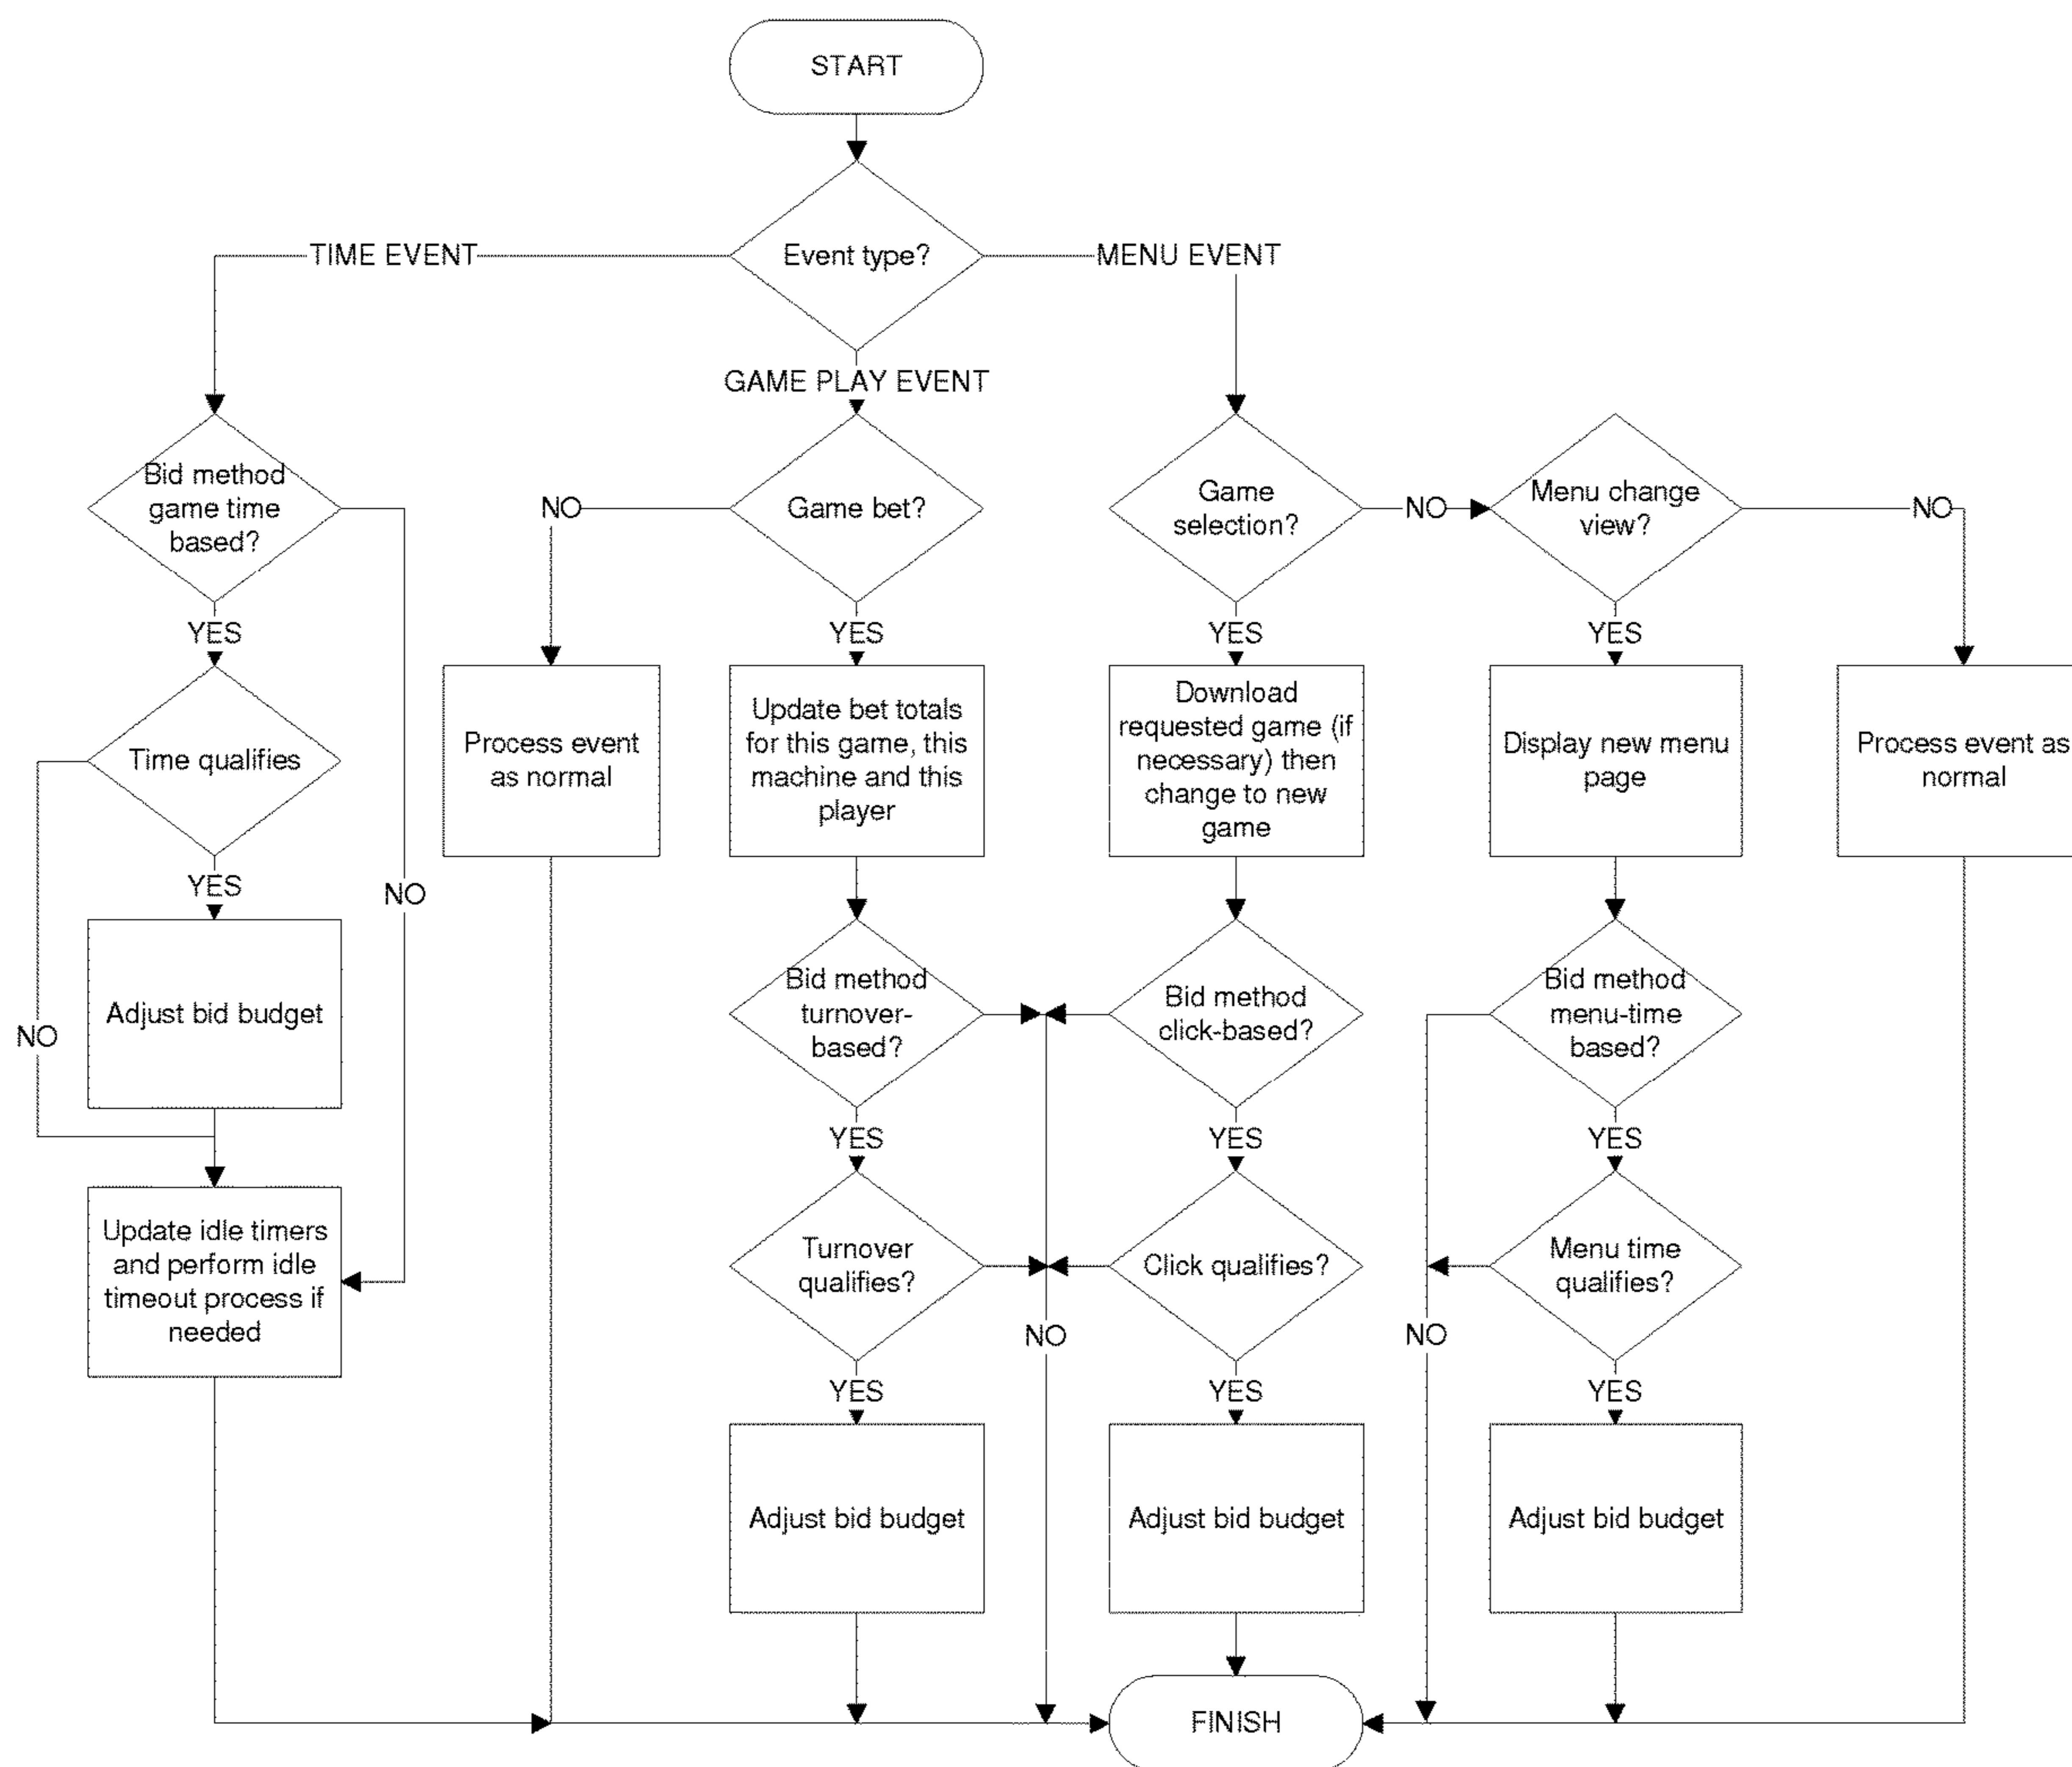 START
Event type?
TIME EVENT
MENU EVENT
GAME PLAY EVENT
Bid method
game time
based?
NO
Game bet?
Game
selection?
NO
Menu change
view?
NO
YES
YES
YES
YES
Time qualifies
Process event
as normal
Update bet totals
for this game, this
machine and this
player
Download
requested game (if
necessary) then
change to new
game
Display new menu
page
Process event as
normal
YES
NO
Adjust bid budget
NO
Bid method
turnover-
based?
Bid method
click-based?
Bid method
menu-time
based?
YES
YES
YES
Update idle timers
and perform idle
timeout process if
needed
Turnover
qualifies?
Click qualifies?
Menu time
qualifies?
NO
NO
YES
YES
YES
Adjust bid budget
Adjust bid budget
Adjust bid budget
FINISH